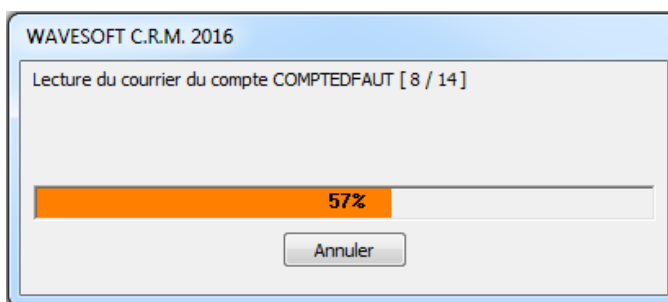 WAVESOFT C.R.M. 2016
Lecture du courrier du compte COMPTEDFAUT [ 8 / 14 ]
57%
Annuler